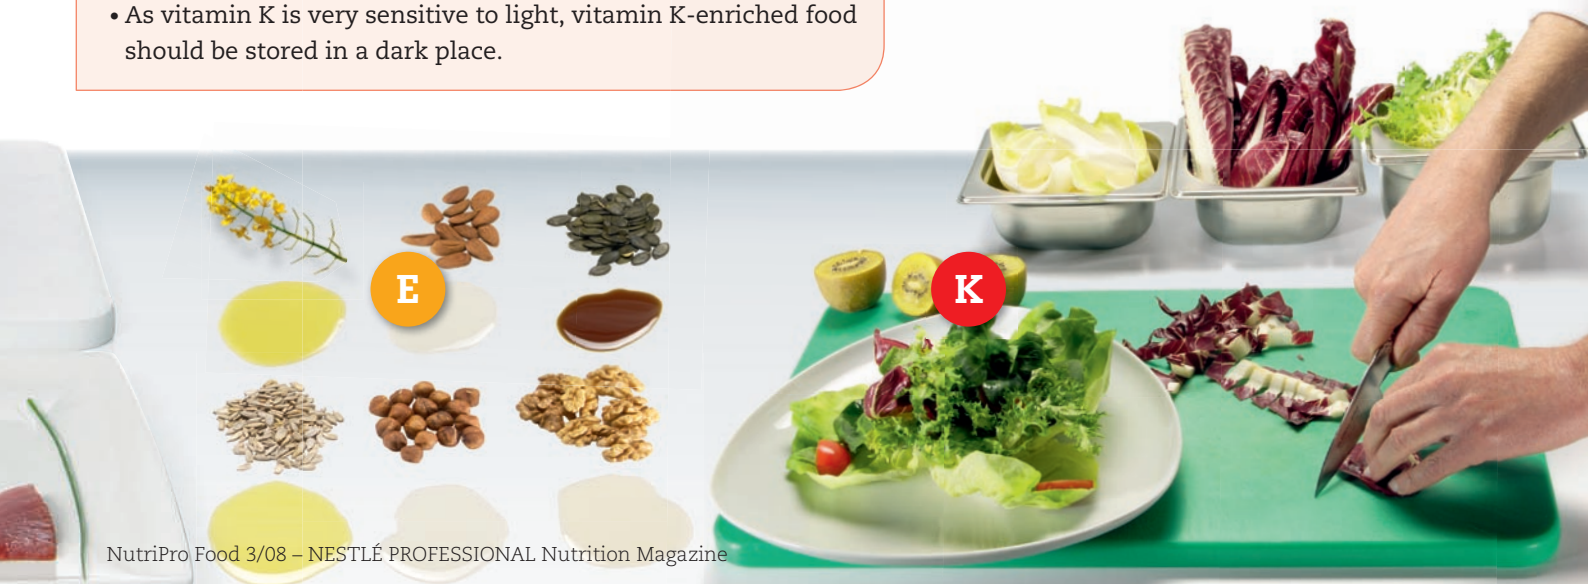 • As vitamin K is very sensitive to light, vitamin K-enriched food
should be stored in a dark place.
E
K
NutriPro Food 3/08 – NESTLÉ PROFESSIONAL Nutrition Magazine